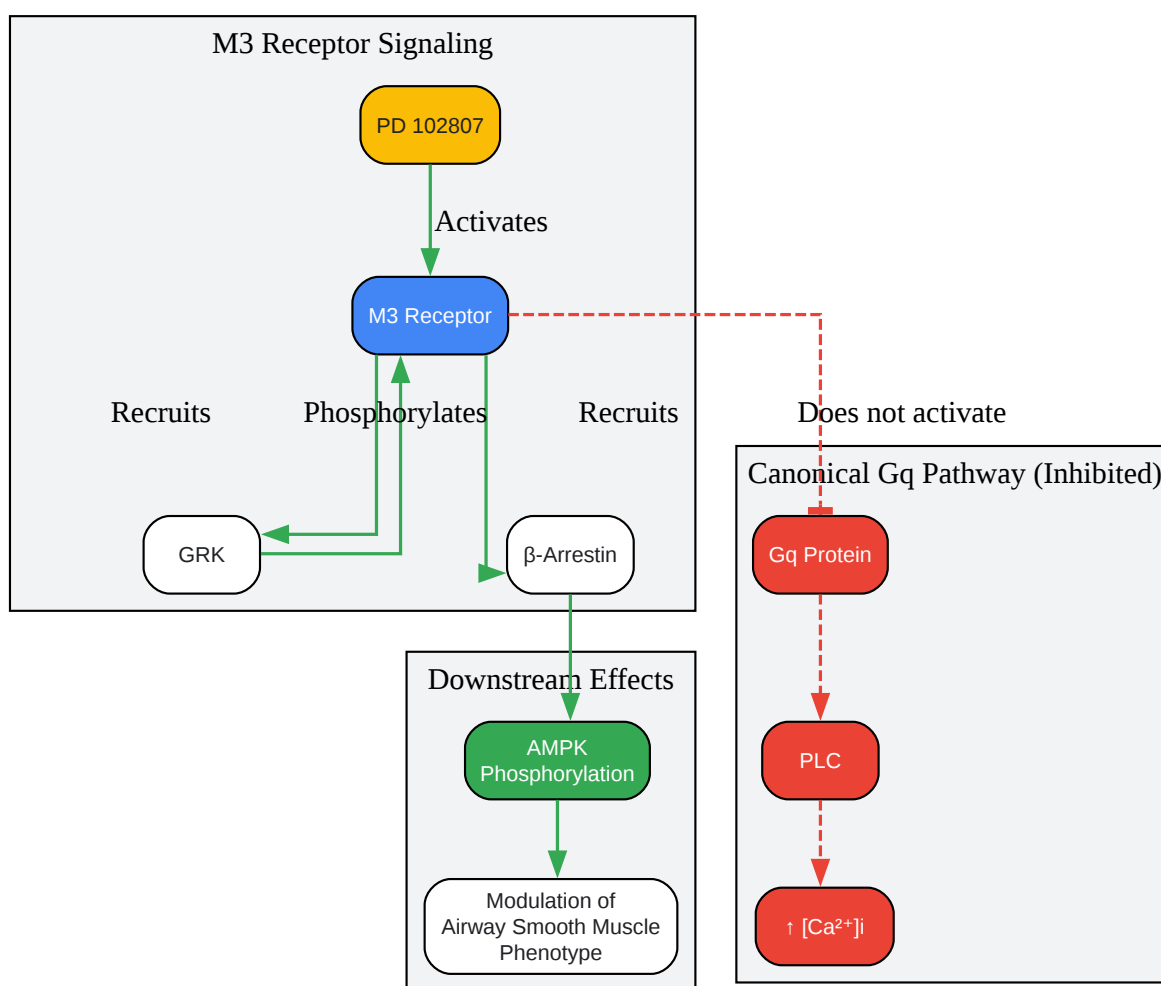 M3 Receptor Signaling
PD 102807
Activates
M3 Receptor
Recruits
Phosphorylates
Recruits
Does not activate
Canonical Gq Pathway (Inhibited)
GRK
β-Arrestin
Gq Protein
Downstream Effects
AMPK
Phosphorylation
PLC
Modulation of
Airway Smooth Muscle
Phenotype
↑ [Ca²⁺]i